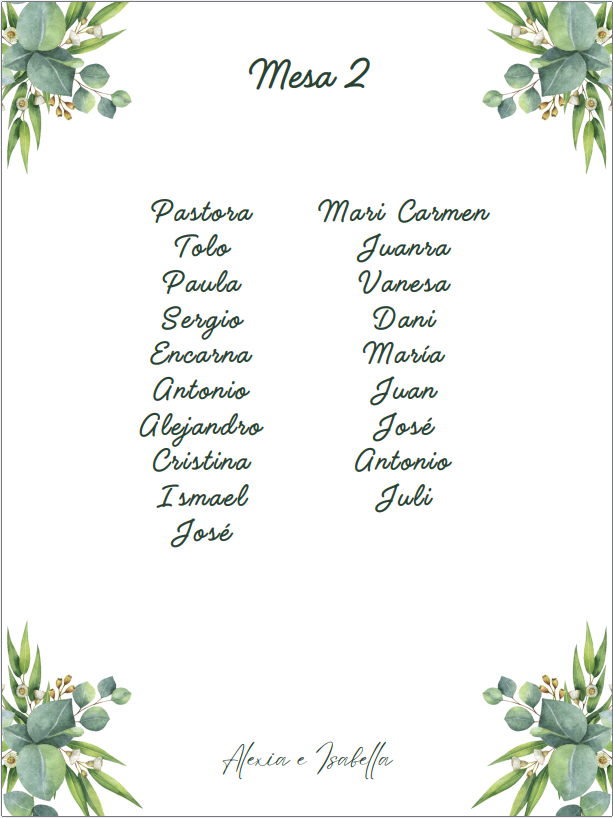 Mesa 2
Pastora
Tolo
Paula
Sergio
Encarna
Antonio
Alejandro
Cristina
Ismael
José
Mari Carmen
Juanra
Vanesa
Dani
María
Juan
José
Antonio
Juli
Alexia e Isabella